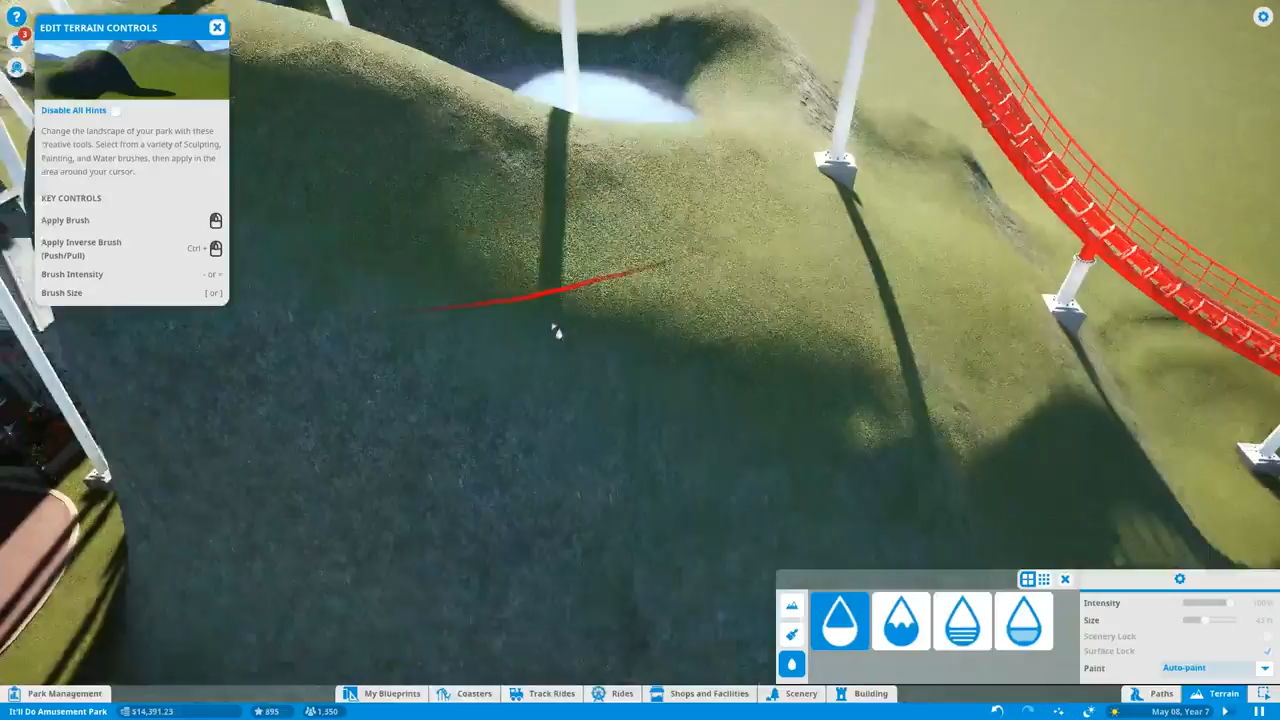 ?
3
EDIT TERRAIN CONTROLS
Disable All Hints
Change the landscape of your park with these
creative tools. Select from a variety of Sculpting,
Painting, and Water brushes, then apply in the
area around your cursor.
KEY CONTROLS
Apply Brush
Apply Inverse Brush
(Push/Pull)
Ctrl +
Brush Intensity
- or =
Brush Size
[ or ]
Intensity
100%
Size
Scenery Lock
Surface Lock
Paint
Auto-paint
Park Management
My Blueprints
Coasters
Track Rides
Rides
Shops and Facilities
Scenery
Building
Paths
Terrain
It'll Do Amusement Park
$14,391.23
895
1,350
May 08, Year 7